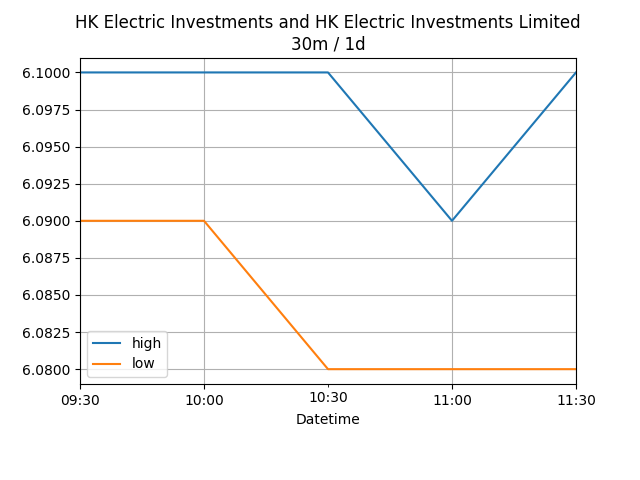 HK Electric Investments and HK Electric Investments Limited
30m / 1d
6.1000
6.0975
6.0950
6.0925
6.0900
6.0875
6.0850
6.0825
6.0800
high
low
09:30
10:00
10:30
11:00
11:30
Datetime